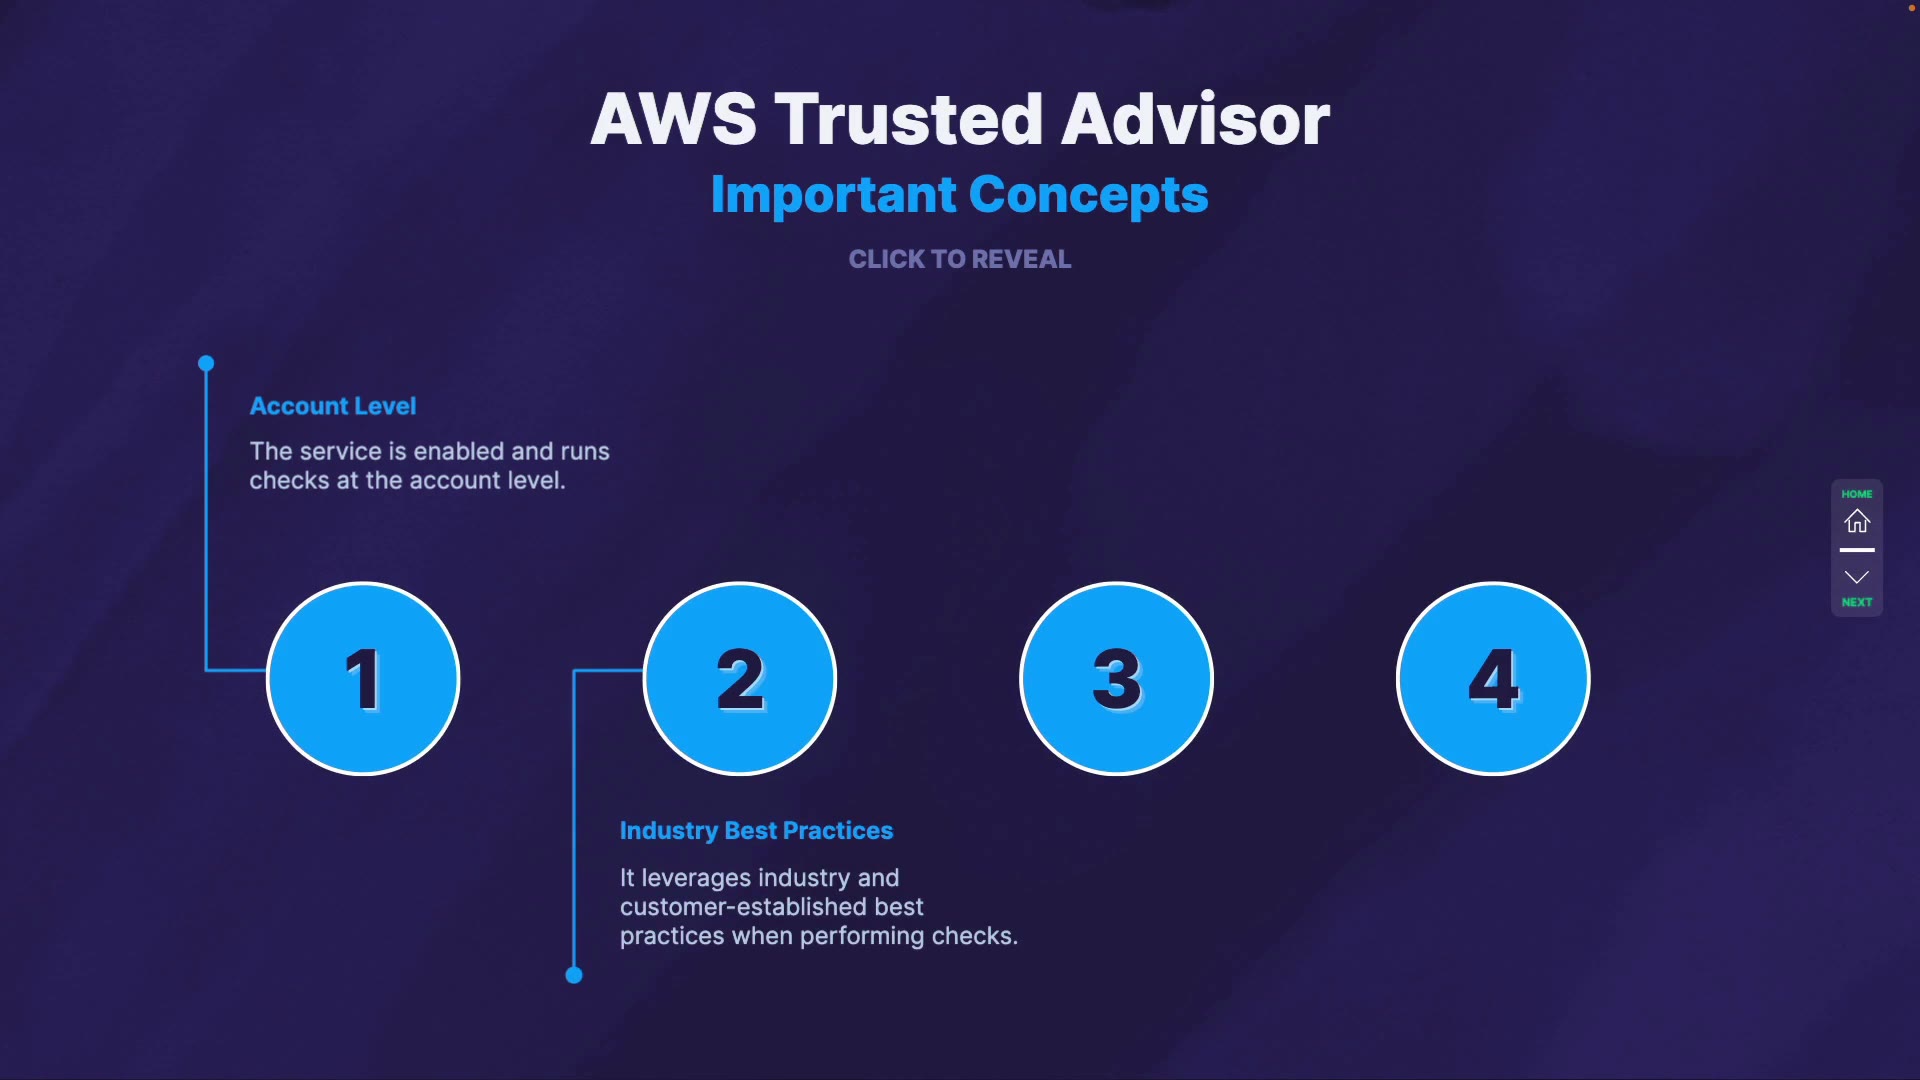 AWS Trusted Advisor
Important Concepts
CLICK TO REVEAL
Account Level
The service is enabled and runs
checks at the account level.
HOME
NEXT
1
2
3
4
Industry Best Practices
It leverages industry and
customer-established best
practices when performing checks.